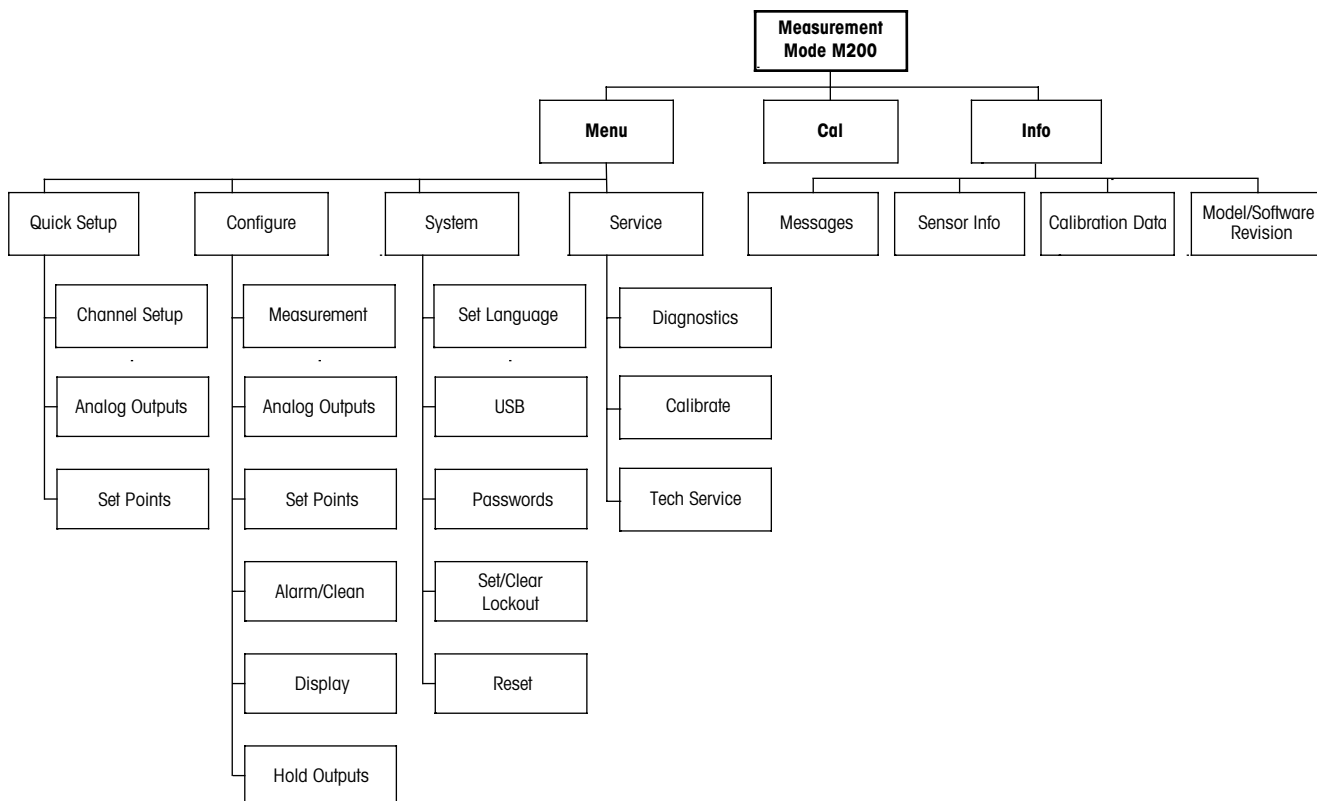 Measurement
Mode M200
Menu
Cal
Info
Quick Setup
Configure
System
Service
Messages
Sensor Info
Calibration Data
Model/Software
Revision
Channel Setup
Measurement
Set Language
Diagnostics
Analog Outputs
Analog Outputs
USB
Calibrate
Set Points
Set Points
Passwords
Tech Service
Alarm/Clean
Set/Clear
Lockout
Display
Reset
Hold Outputs